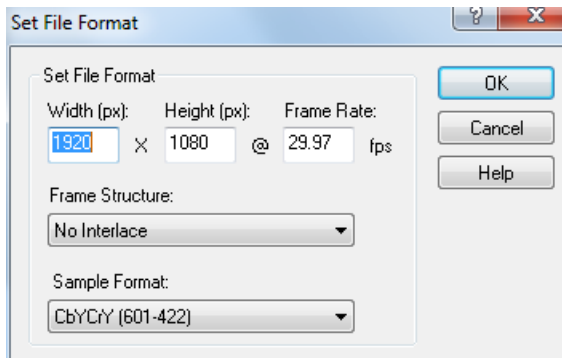 Set File Format
?
X
Set File Format
Width (px): Height (px): Frame Rate:
1920 X 1080 @ 29.97 fps
Frame Structure:
No Interlace
Sample Format:
CbYCrY (601-422)
OK
Cancel
Help